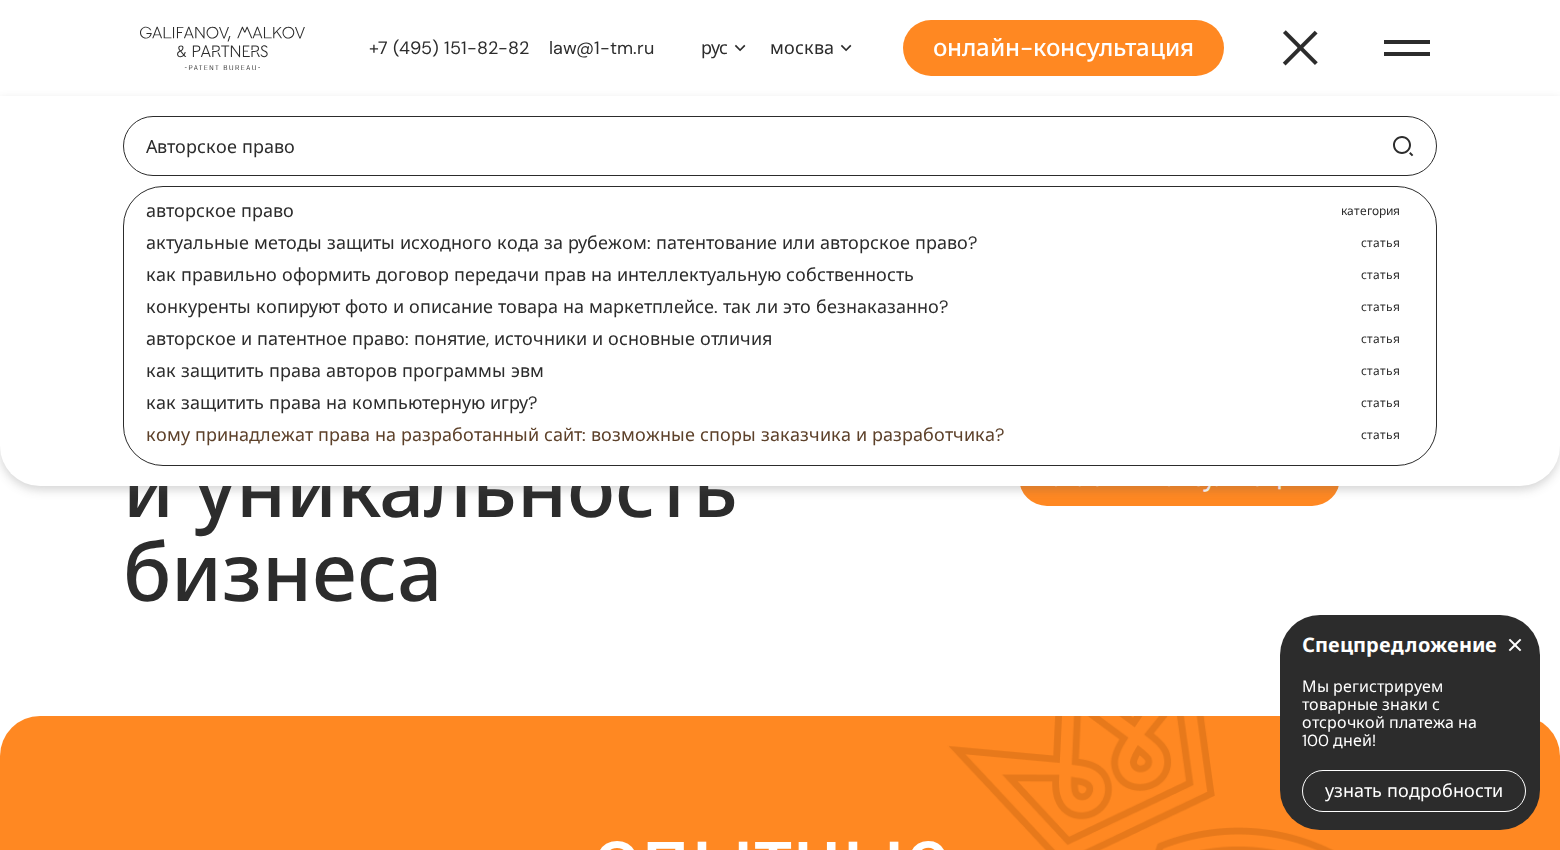 GALIFANOV, MALKOV
& PARTNERS
-PATENT BUREAU-
+7 (495) 151-82-82
law@1-tm.ru
рус
москва
онлайн-консультация
Авторское право
авторское право категория
актуальные методы защиты исходного кода за рубежом: патентование или авторское право? статья
как правильно оформить договор передачи прав на интеллектуальную собственность статья
конкуренты копируют фото и описание товара на маркетплейсе. так ли это безнаказанно? статья
авторское и патентное право: понятие, источники и основные отличия статья
как защитить права авторов программы эвм статья
как защитить права на компьютерную игру? статья
кому принадлежат права на разработанный сайт: возможные споры заказчика и разработчика? статья
и уникальность
бизнеса
Спецпредложение
Мы регистрируем
товарные знаки с
отсрочкой платежа на
100 дней!
узнать подробности
опытные